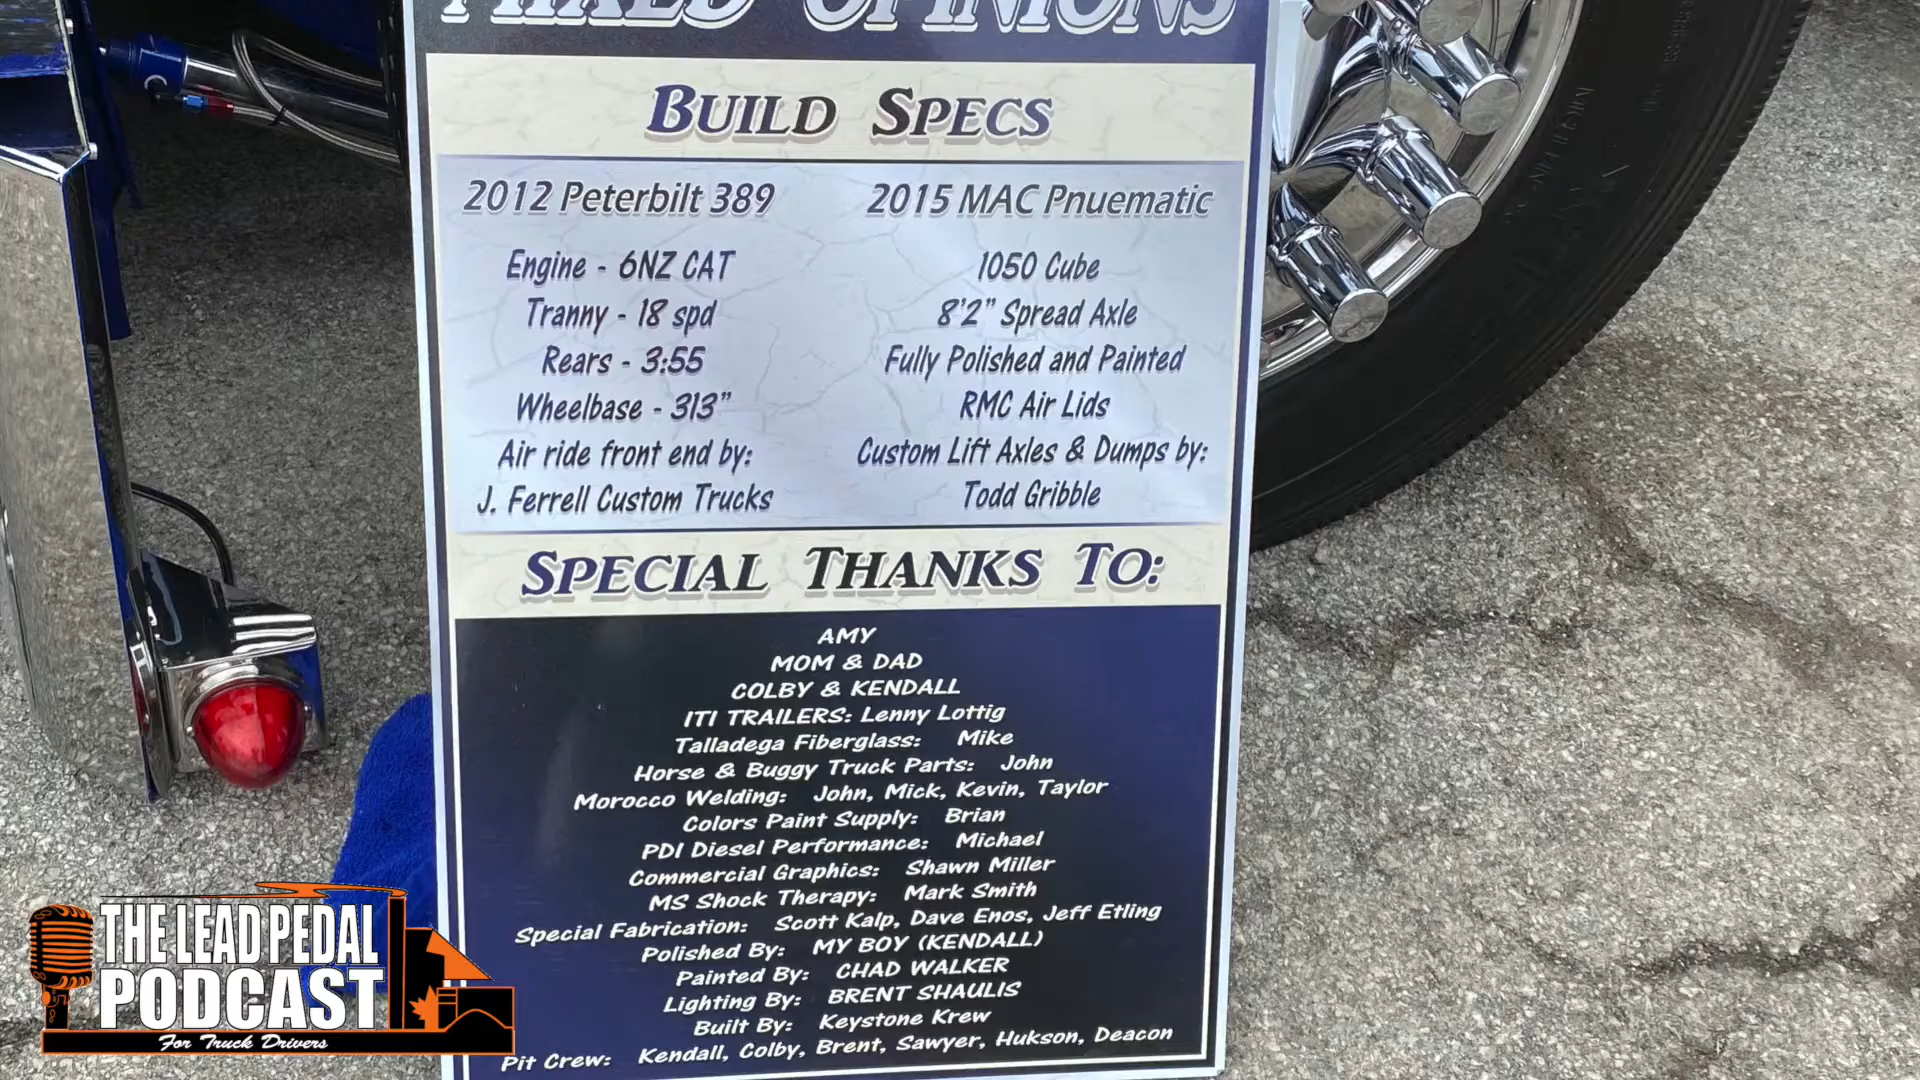 MIXED OPINIONS
BUILD SPECS
2012 Peterbilt 389
Engine - 6NZ CAT
Tranny - 18 spd
Rears - 3:55
Wheelbase - 313"
Air ride front end by:
J. Ferrell Custom Trucks
2015 MAC Pnuematic
1050 Cube
8'2" Spread Axle
Fully Polished and Painted
RMC Air Lids
Custom Lift Axles & Dumps by:
Todd Gribble
SPECIAL THANKS TO:
AMY
MOM & DAD
COLBY & KENDALL
ITI TRAILERS: Lenny Lottig
Talladega Fiberglass: Mike
Horse & Buggy Truck Parts: John
Morocco Welding: John, Mick, Kevin, Taylor
Colors Paint Supply: Brian
PDI Diesel Performance: Michael
Commercial Graphics: Shawn Miller
MS Shock Therapy: Mark Smith
Special Fabrication: Scott Kalp, Dave Enos, Jeff Etling
Polished By: MY BOY (KENDALL)
Painted By: CHAD WALKER
Lighting By: BRENT SHAULIS
Built By: Keystone Krew
Pit Crew: Kendall, Colby, Brent, Sawyer, Hukson, Deacon
THE LEAD PEDAL
PODCAST
For Truck Drivers